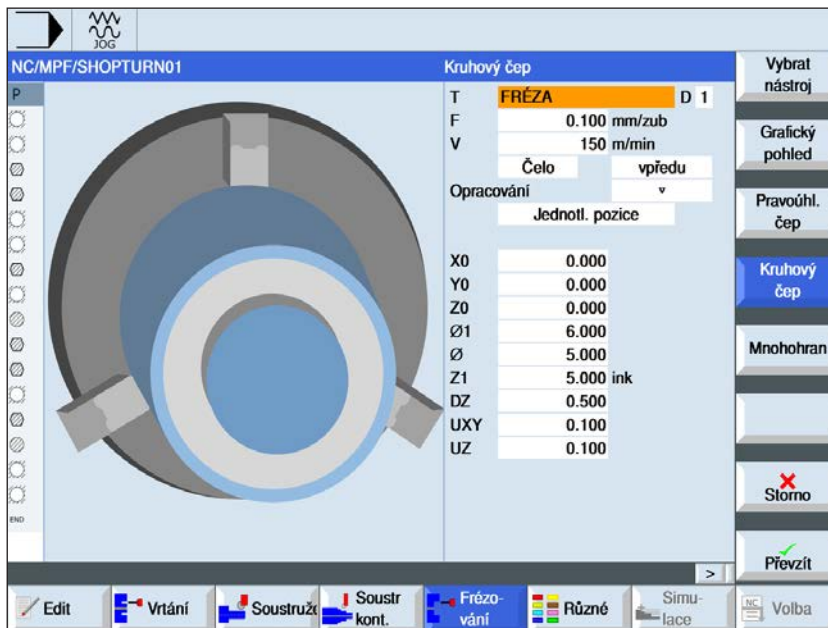 JOG
NC/MPF/SHOPTURN01
Kruhový čep
P
T FRÉZA D 1
F 0.100 mm/zub
V 150 m/min
Čelo vpředu
Opracování ▿
Jednotl. pozice
X0 0.000
Y0 0.000
Z0 0.000
Ø1 6.000
Ø 5.000
Z1 5.000 ink
DZ 0.500
UXY 0.100
UZ 0.100
END
Vybrat
nástroj
Grafický
pohled
Pravoúhl.
čep
Kruhový
čep
Mnohohran
Storno
Převzít
>
Edit
Vrtání
Soustruž
Soustr
kont.
Frézo-
vání
Různé
Simu-
lace
NC
Volba